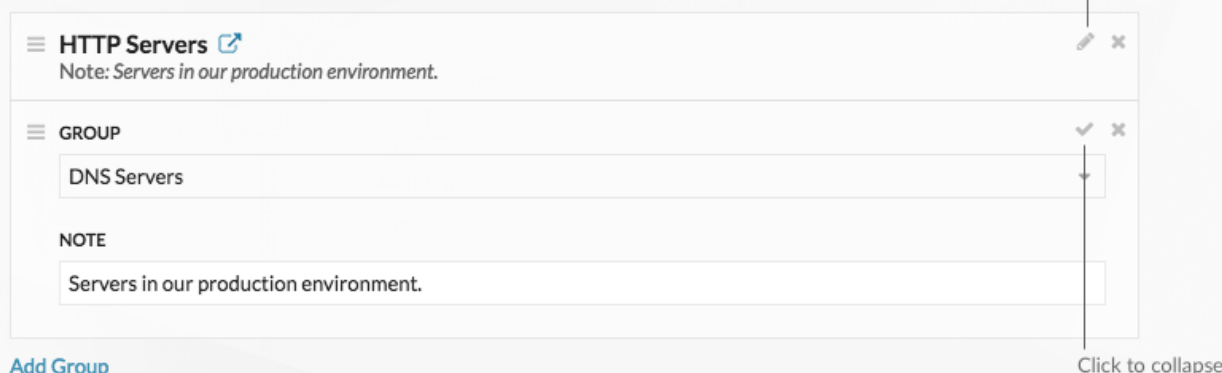 HTTP Servers
Note: Servers in our production environment.
GROUP
DNS Servers
NOTE
Servers in our production environment.
Add Group
Click to collapse